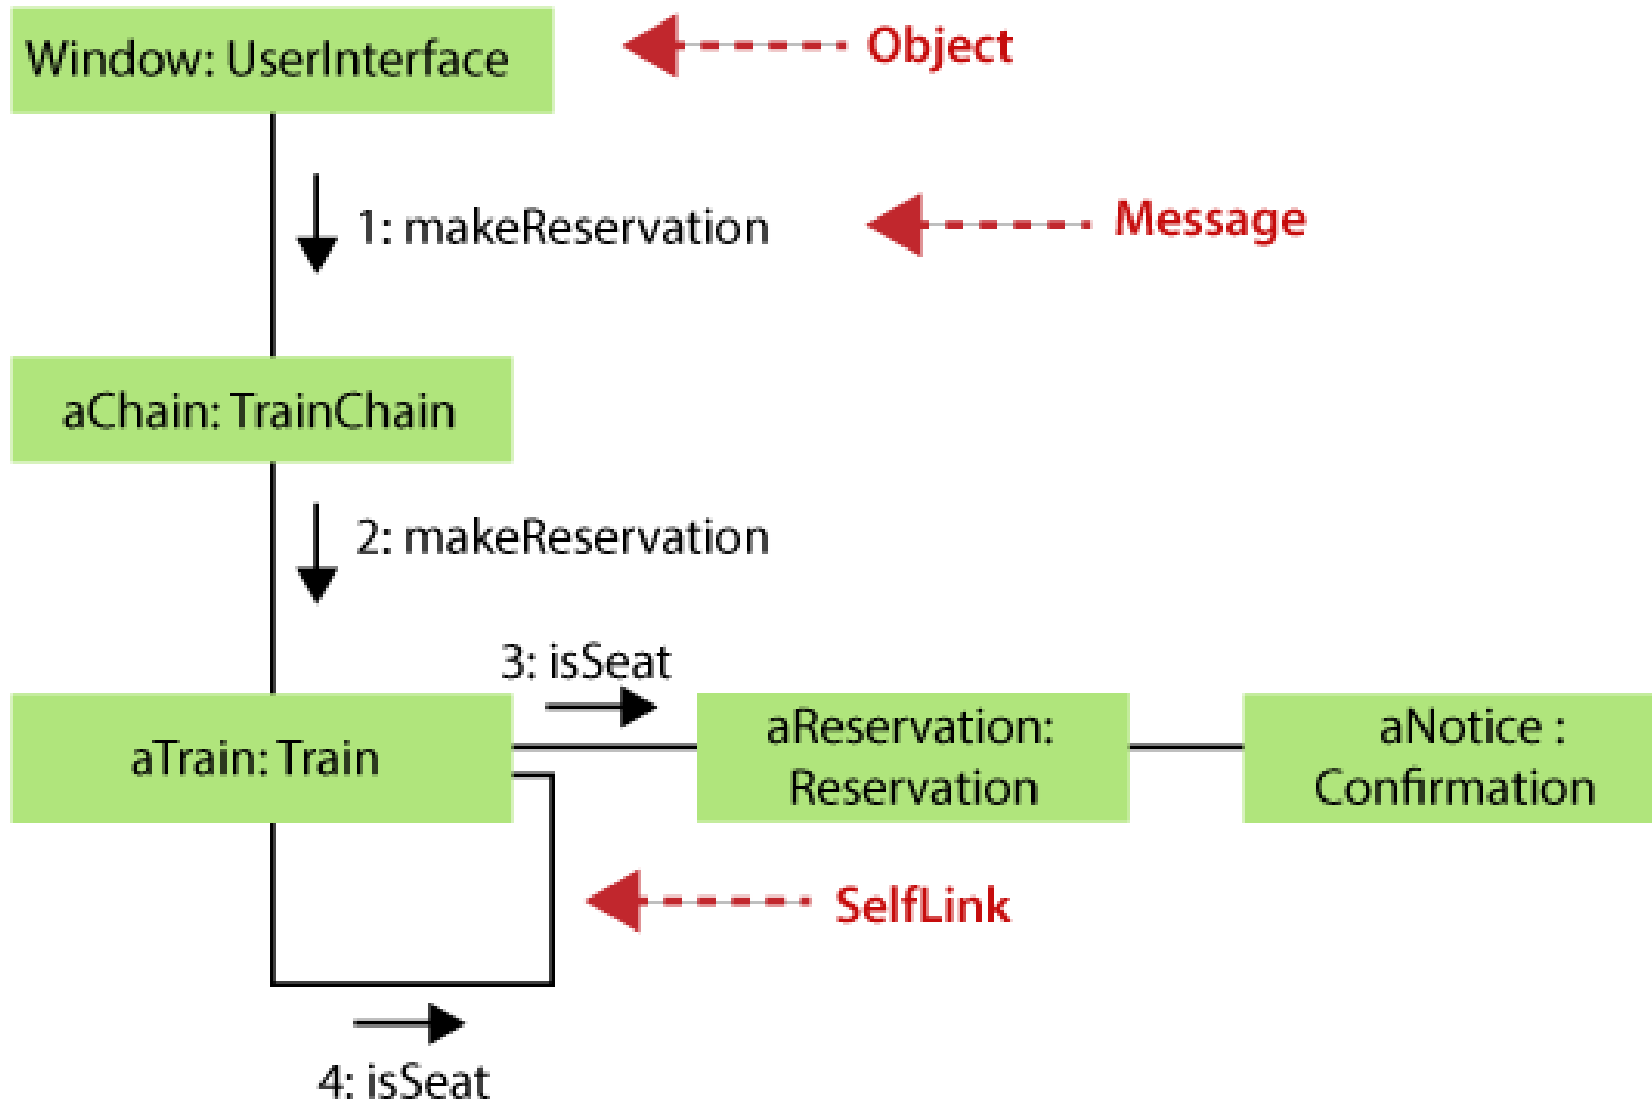 Window: UserInterface
Object
1: makeReservation
Message
aChain: TrainChain
2: makeReservation
3: isSeat
aTrain: Train
aReservation:
Reservation
aNotice :
Confirmation
SelfLink
4: isSeat